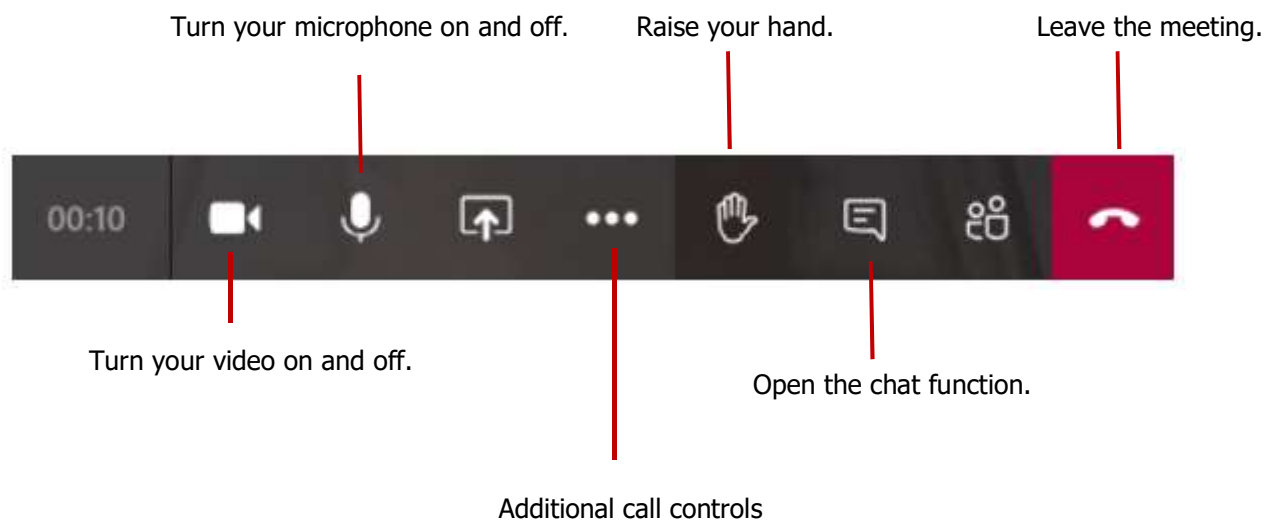 Turn your microphone on and off.
Raise your hand.
Leave the meeting.
00:10
Turn your video on and off.
Open the chat function.
Additional call controls